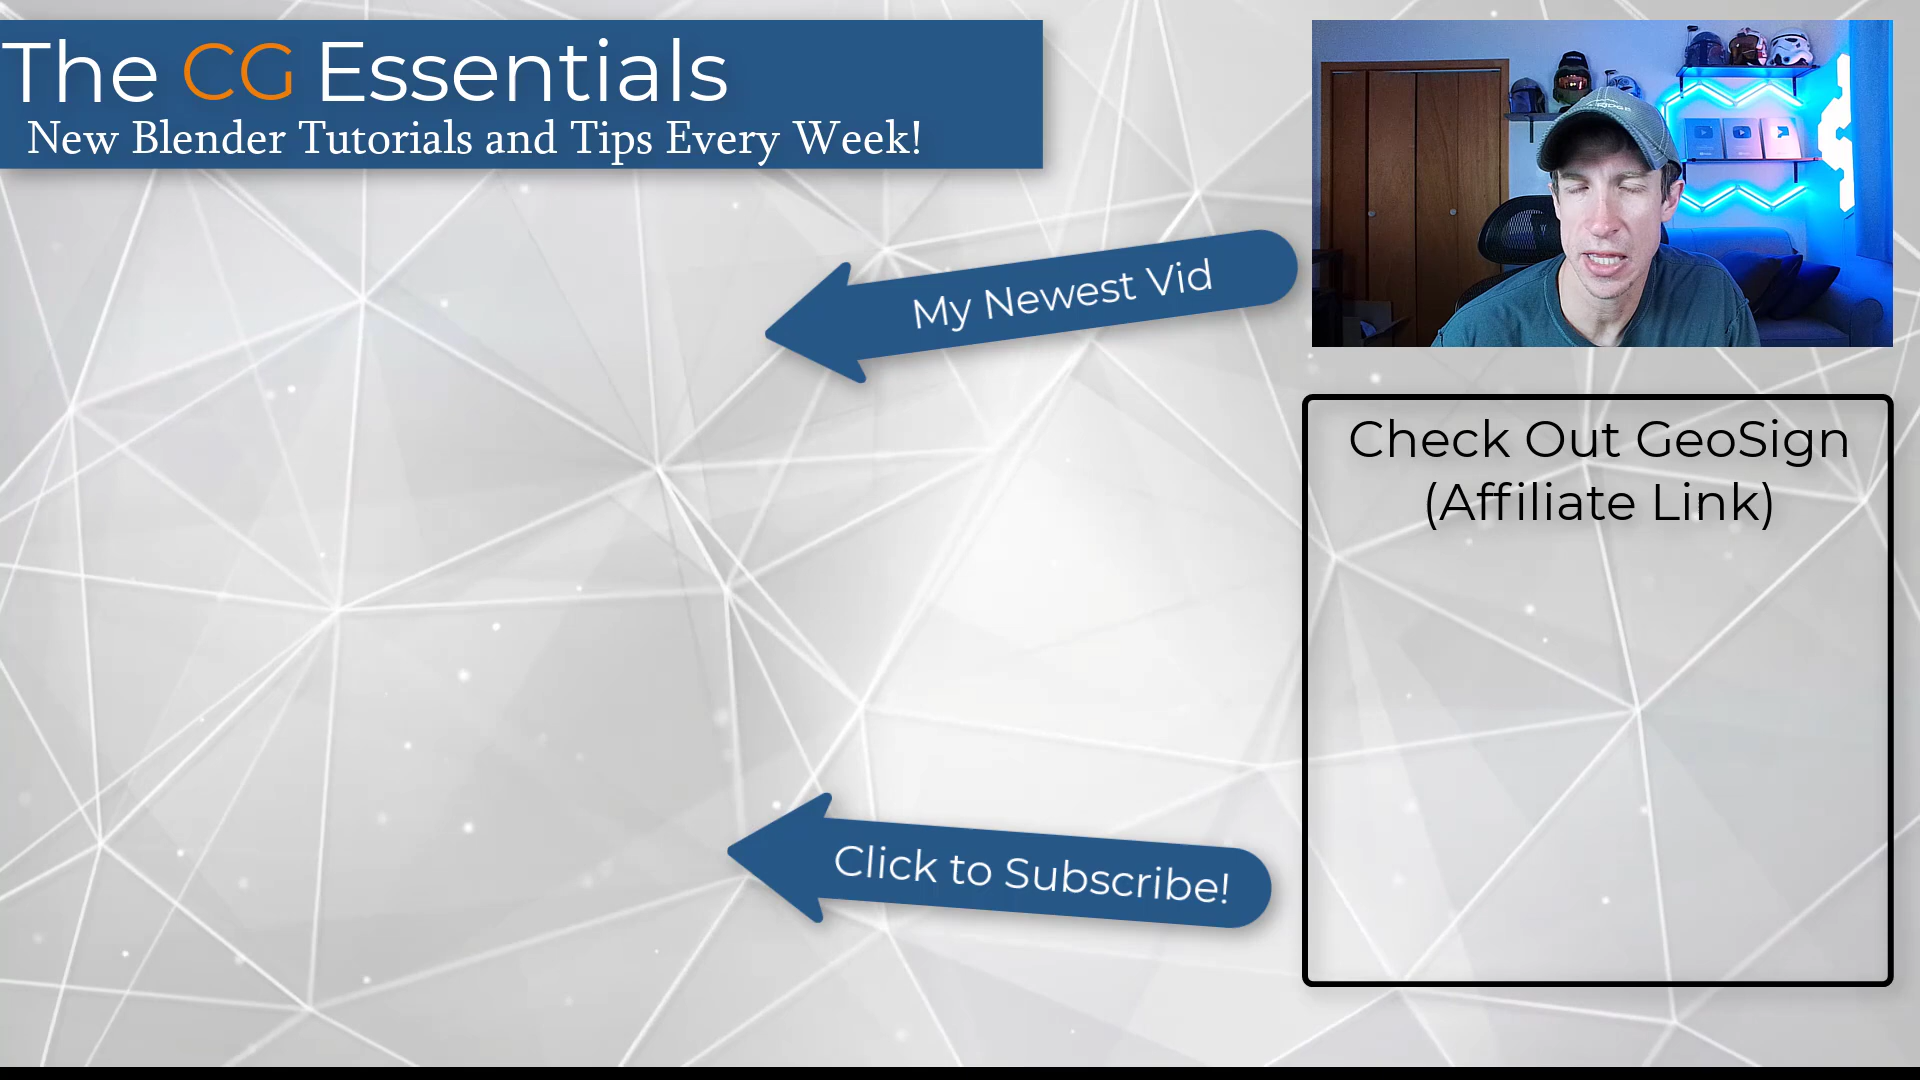 The CG Essentials
New Blender Tutorials and Tips Every Week!
My Newest Vid
Check Out GeoSign
(Affiliate Link)
Click to Subscribe!